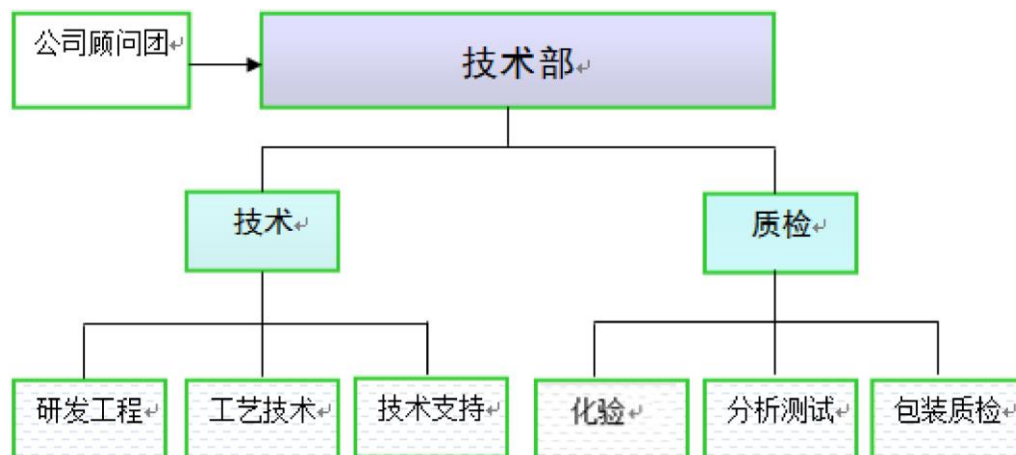 公司顾问团
技术部
技术
质检
研发工程
工艺技术
技术支持
化验
分析测试
包装质检